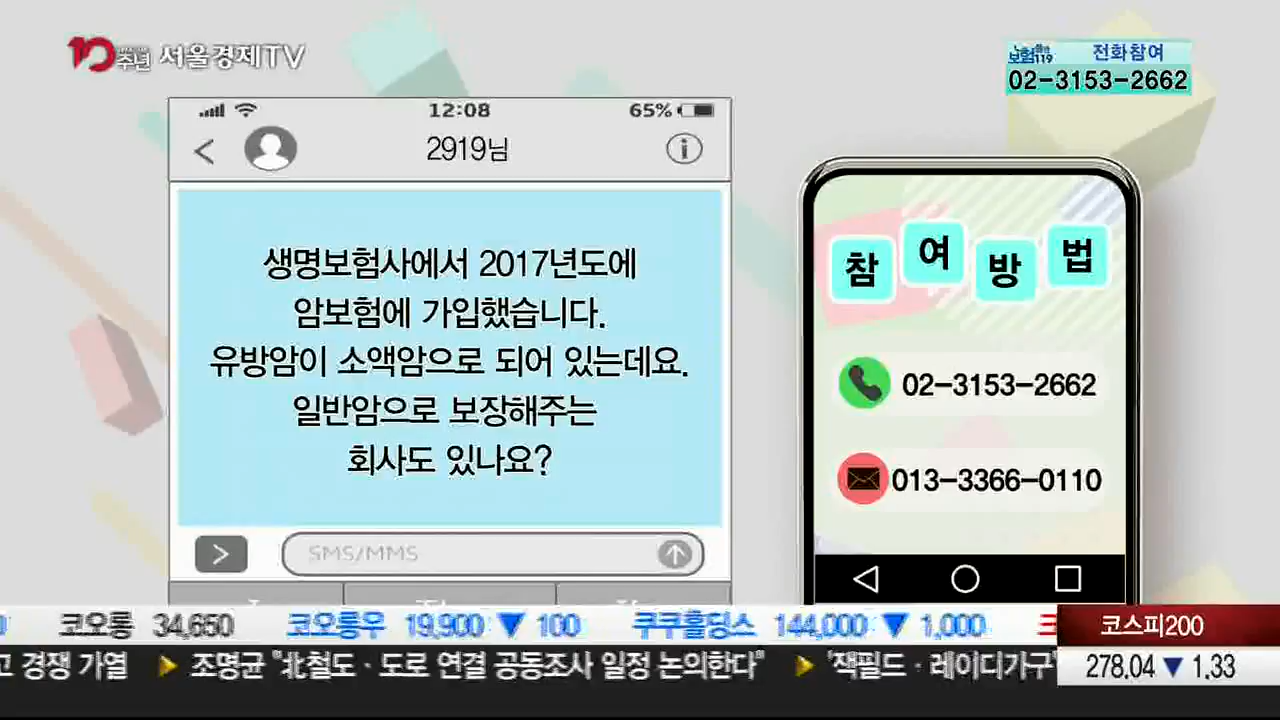 10주년 서울경제TV
보험119 전화참여
02-3153-2662
12:08
65%
2919님
생명보험사에서 2017년도에
암보험에 가입했습니다.
유방암이 소액암으로 되어 있는데요.
일반암으로 보장해주는
회사도 있나요?
SMS/MMS
참여방법
02-3153-2662
013-3366-0110
코오롱 34,650 코오롱우 19,900 ▼ 100 쿠쿠홀딩스 144,000 ▼ 1,000
코스피200
278.04 ▼ 1.33
고 경쟁 가열 ▶ 조명균 "北철도·도로 연결 공동조사 일정 논의한다" ▶ '잭필드·레이디가구'